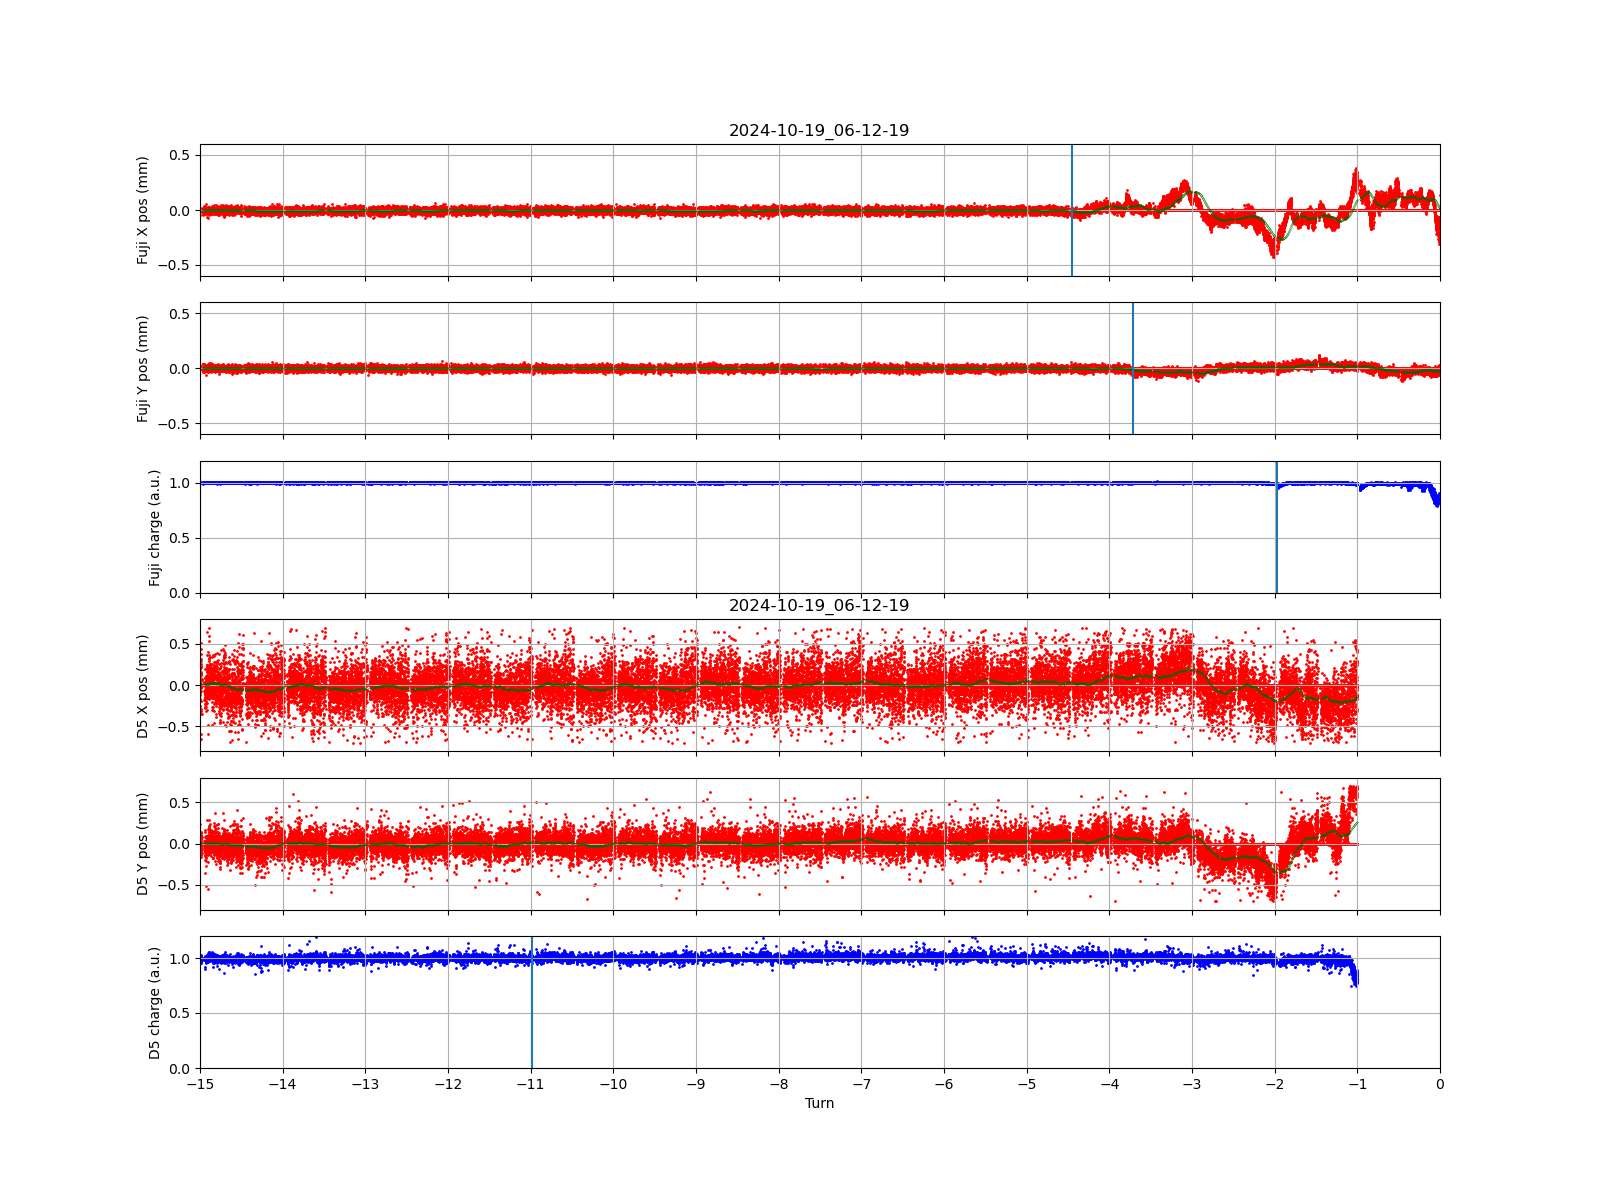 2024-10-19_06-12-19
0.5
0.0
−0.5
Fuji X pos (mm)
0.5
0.0
−0.5
Fuji Y pos (mm)
1.0
0.5
0.0
Fuji charge (a.u.)
2024-10-19_06-12-19
0.5
0.0
−0.5
D5 X pos (mm)
0.5
0.0
−0.5
D5 Y pos (mm)
1.0
0.5
0.0
D5 charge (a.u.)
−15 −14 −13 −12 −11 −10 −9 −8 −7 −6 −5 −4 −3 −2 −1 0
Turn